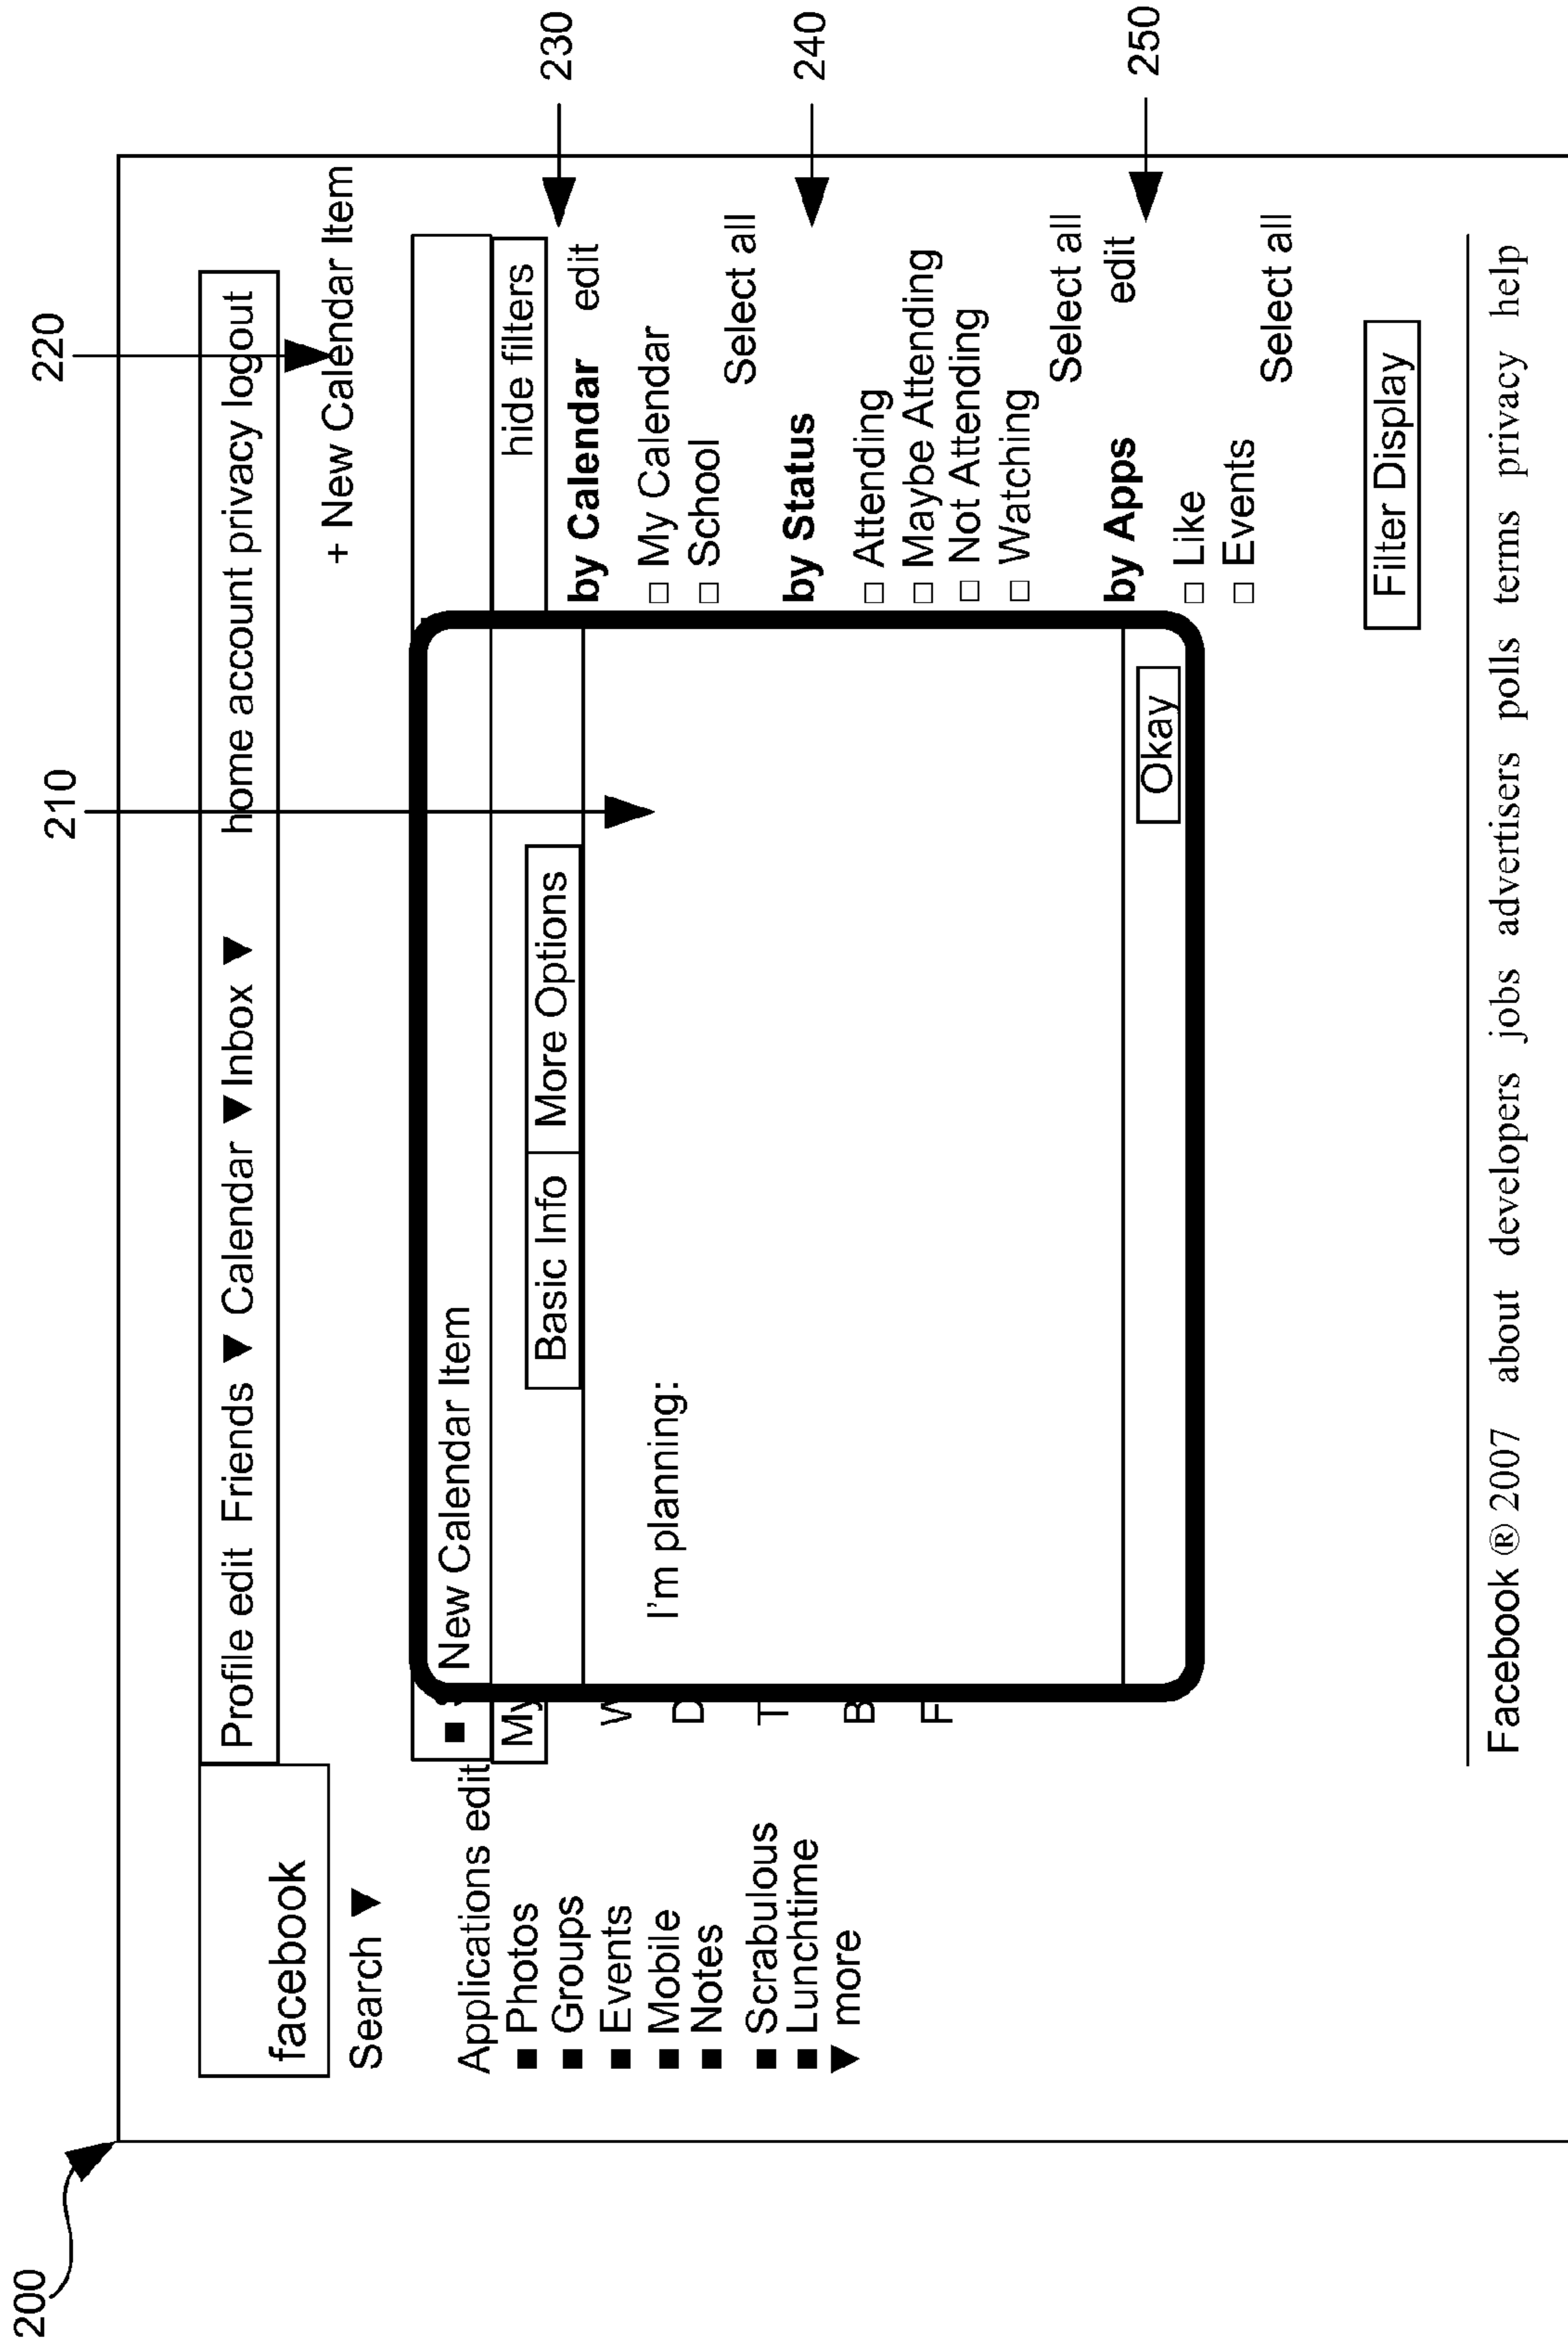 200
210
220
facebook
Profile edit Friends ▼ Calendar ▼ Inbox ▼ home account privacy logout
Search ▼
+ New Calendar Item
Applications edit
■ Photos
■ Groups
■ Events
■ Mobile
■ Notes
■ Scrabulous
■ Lunchtime
▼ more
■ New Calendar Item
My
W
D
T
B
F
Basic Info More Options
I'm planning:
Okay
hide filters
by Calendar edit
230
□ My Calendar
□ School
Select all
by Status
240
□ Attending
□ Maybe Attending
□ Not Attending
□ Watching
Select all
by Apps edit
250
□ Like
□ Events
Select all
Filter Display
Facebook ® 2007 about developers jobs advertisers polls terms privacy help